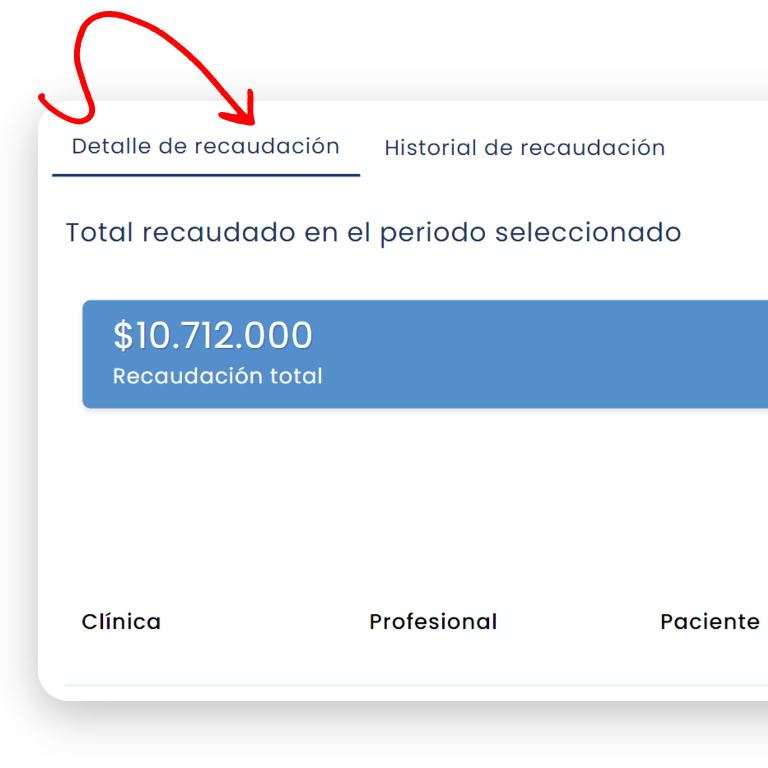 Detalle de recaudación
Historial de recaudación
Total recaudado en el periodo seleccionado
$10.712.000
Recaudación total
Clínica Profesional Paciente